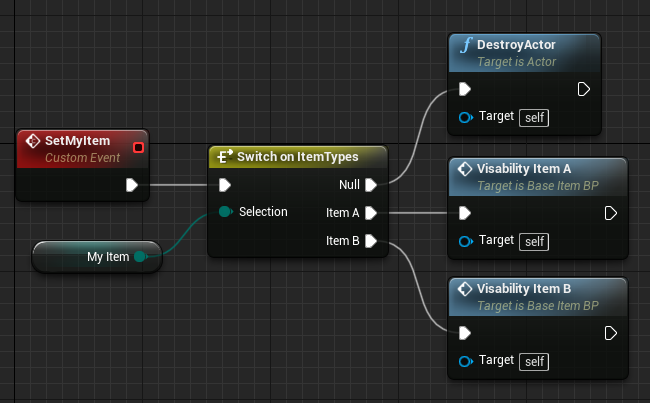 SetMyItem
Custom Event
My Item
Switch on ItemTypes
Null
Selection
Item A
Item B
f DestroyActor
Target is Actor
Target self
Visability Item A
Target is Base Item BP
Target self
Visability Item B
Target is Base Item BP
Target self